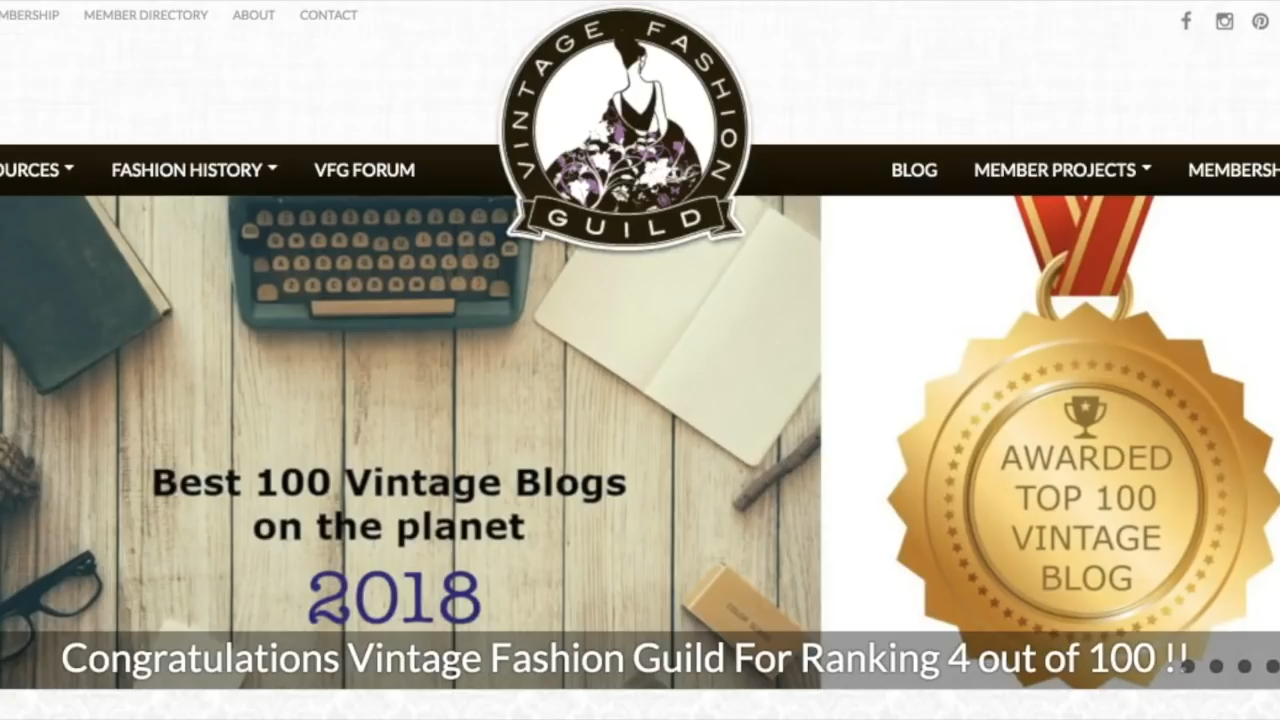 MBERSHIP MEMBER DIRECTORY ABOUT CONTACT
VINTAGE FASHION
GUILD
OURCES FASHION HISTORY VFG FORUM BLOG MEMBER PROJECTS MEMBERSH
AWARDED
TOP 100
VINTAGE
BLOG
Best 100 Vintage Blogs
on the planet
2018
Congratulations Vintage Fashion Guild For Ranking 4 out of 100 !!